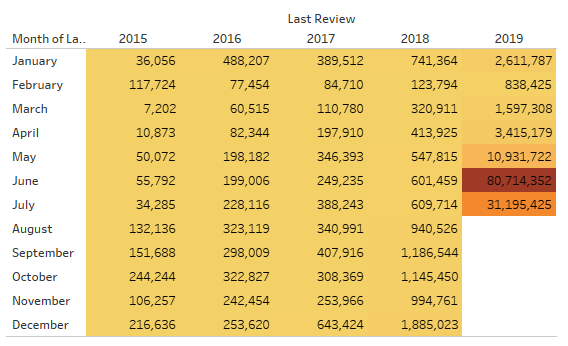 Last Review
Month of La.. 2015 2016 2017 2018 2019
January 36,056 488,207 389,512 741,364 2,611,787
February 117,724 77,454 84,710 123,794 838,425
March 7,202 60,515 110,780 320,911 1,597,308
April 10,873 82,344 197,910 413,925 3,415,179
May 50,072 198,182 346,393 547,815 10,931,722
June 55,792 199,006 249,235 601,459 80,714,352
July 34,285 228,116 388,243 609,714 31,195,425
August 132,136 323,119 340,991 940,526
September 151,688 298,009 407,916 1,186,544
October 244,244 322,827 308,369 1,145,450
November 106,257 242,454 253,966 994,761
December 216,636 253,620 643,424 1,885,023